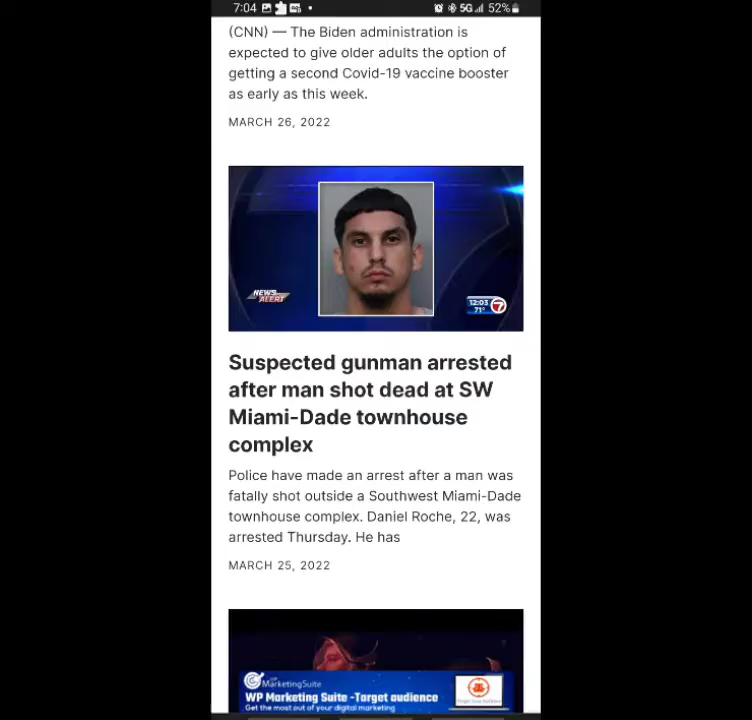 7:04
5G 52%
(CNN) — The Biden administration is
expected to give older adults the option of
getting a second Covid-19 vaccine booster
as early as this week.
MARCH 26, 2022
NEWS
ALERT
12:03
71°
7
Suspected gunman arrested
after man shot dead at SW
Miami-Dade townhouse
complex
Police have made an arrest after a man was
fatally shot outside a Southwest Miami-Dade
townhouse complex. Daniel Roche, 22, was
arrested Thursday. He has
MARCH 25, 2022
MarketingSuite
WP Marketing Suite -Target audience
Get the most out of your digital marketing